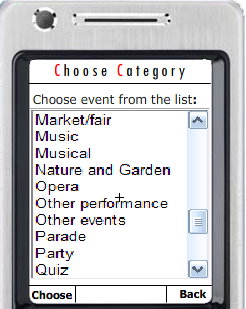 Choose Category
Choose event from the list:
Market/fair
Music
Musical
Nature and Garden
Opera
Other performance
Other events
Parade
Party
Quiz
Choose Back